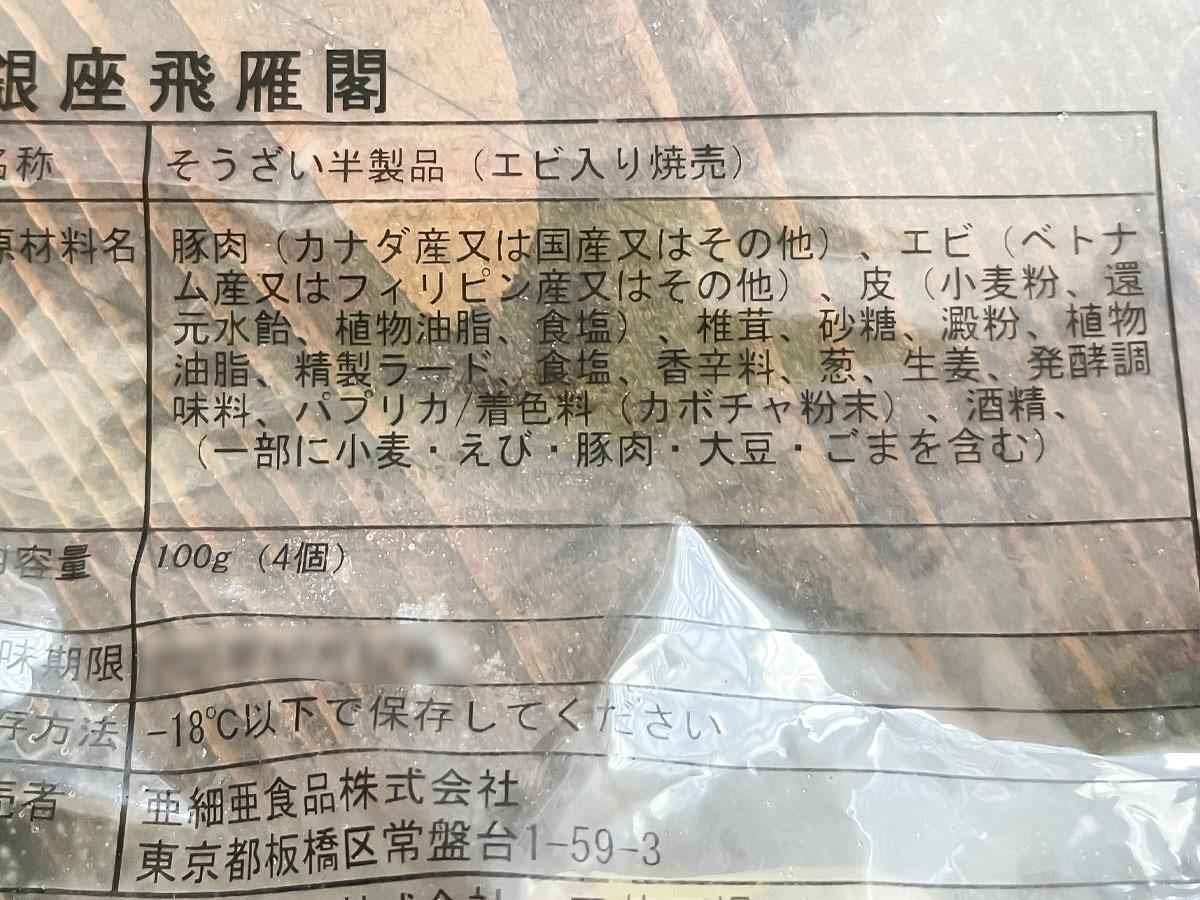 銀座飛雁閣
名称 そうざい半製品（エビ入り焼売）
原材料名 豚肉（カナダ産又は国産又はその他）、エビ（ベトナ
ム産又はフィリピン産又はその他）、皮（小麦粉、還
元水飴、植物油脂、食塩）、椎茸、砂糖、澱粉、植物
油脂、精製ラード、食塩、香辛料、葱、生姜、発酵調
味料、パプリカ/着色料（カボチャ粉末）、酒精、
（一部に小麦・えび・豚肉・大豆・ごまを含む）
内容量 100g（4個）
味期限
存方法 -18℃以下で保存してください
売者 亜細亜食品株式会社
東京都板橋区常盤台1-59-3
株式会社